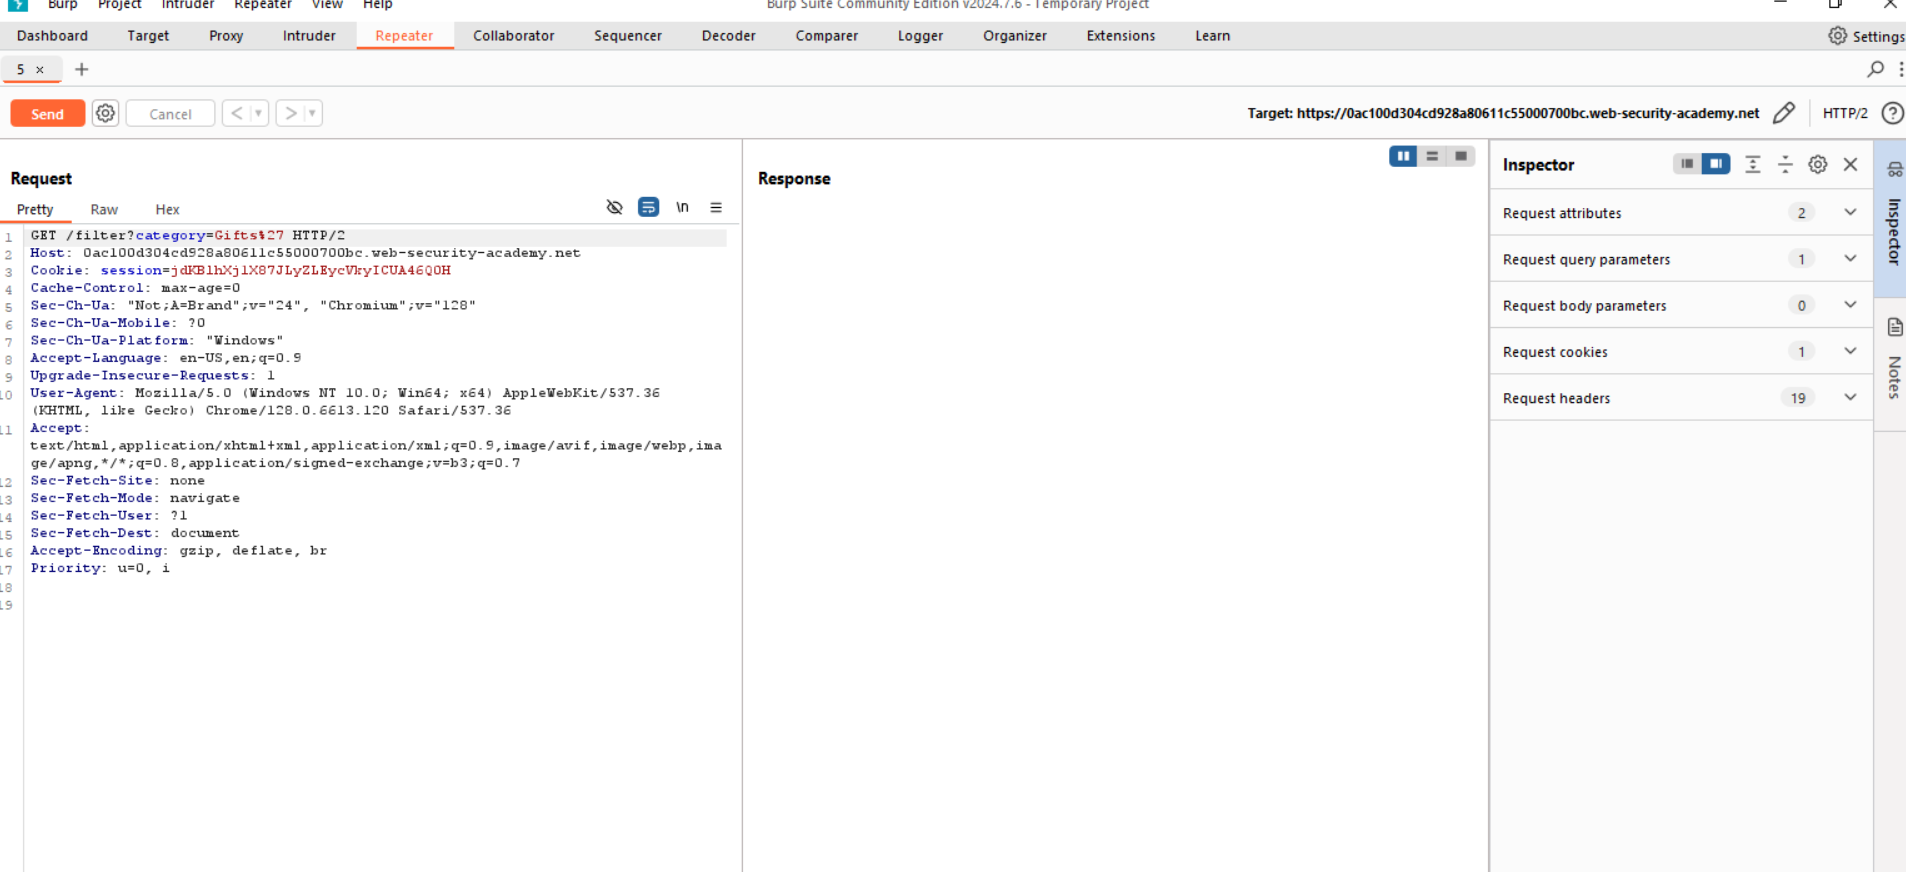 Burp Project Intruder Repeater View Help Burp Suite Community Edition v2024.7.6 - Temporary Project
Dashboard Target Proxy Intruder Repeater Collaborator Sequencer Decoder Comparer Logger Organizer Extensions Learn Settings
5 × +
Send Cancel < > Target: https://0ac100d304cd928a80611c55000700bc.web-security-academy.net HTTP/2
Request
Response
Inspector
Pretty Raw Hex \n
1 GET /filter?category=Gifts%27 HTTP/2
2 Host: 0ac100d304cd928a80611c55000700bc.web-security-academy.net
3 Cookie: session=jdKBlhXjlX87JLyZLEycVkyICUA46Q0H
4 Cache-Control: max-age=0
5 Sec-Ch-Ua: "Not;A=Brand";v="24", "Chromium";v="128"
6 Sec-Ch-Ua-Mobile: ?0
7 Sec-Ch-Ua-Platform: "Windows"
8 Accept-Language: en-US,en;q=0.9
9 Upgrade-Insecure-Requests: 1
10 User-Agent: Mozilla/5.0 (Windows NT 10.0; Win64; x64) AppleWebKit/537.36
(KHTML, like Gecko) Chrome/128.0.6613.120 Safari/537.36
11 Accept:
text/html,application/xhtml+xml,application/xml;q=0.9,image/avif,image/webp,ima
ge/apng,*/*;q=0.8,application/signed-exchange;v=b3;q=0.7
12 Sec-Fetch-Site: none
13 Sec-Fetch-Mode: navigate
14 Sec-Fetch-User: ?1
15 Sec-Fetch-Dest: document
16 Accept-Encoding: gzip, deflate, br
17 Priority: u=0, i
18
19
Request attributes 2
Request query parameters 1
Request body parameters 0
Request cookies 1
Request headers 19
Inspector
Notes